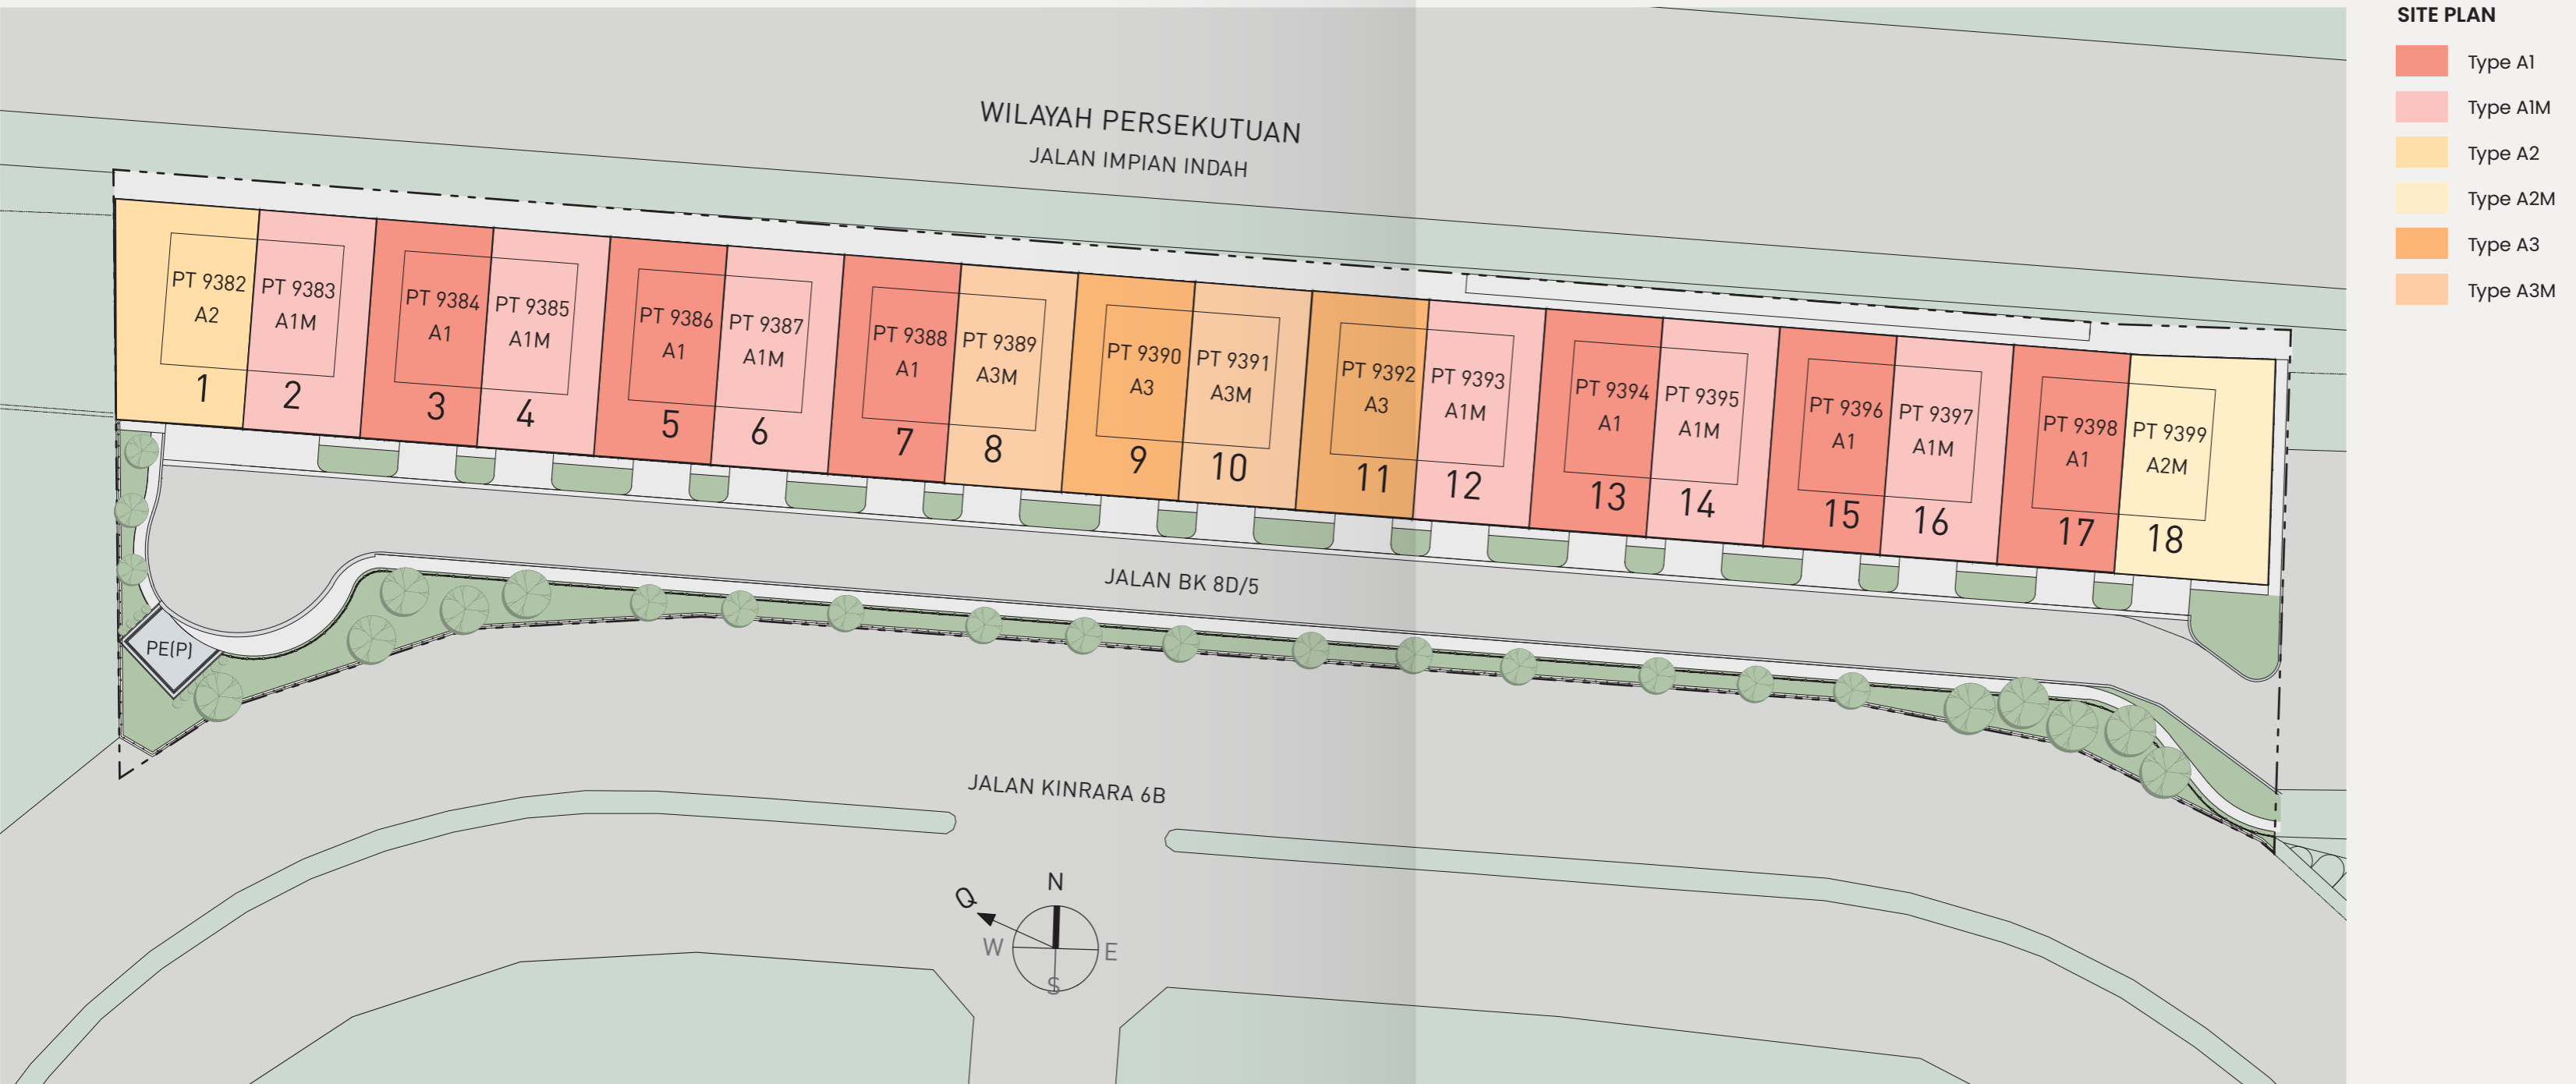 SITE PLAN
Type A1
Type A1M
Type A2
Type A2M
Type A3
Type A3M
WILAYAH PERSEKUTUAN
JALAN IMPIAN INDAH
PT 9382
A2
1
PT 9383
A1M
2
PT 9384
A1
3
PT 9385
A1M
4
PT 9386
A1
5
PT 9387
A1M
6
PT 9388
A1
7
PT 9389
A3M
8
PT 9390
A3
9
PT 9391
A3M
10
PT 9392
A3
11
PT 9393
A1M
12
PT 9394
A1
13
PT 9395
A1M
14
PT 9396
A1
15
PT 9397
A1M
16
PT 9398
A1
17
PT 9399
A2M
18
JALAN BK 8D/5
PE(P)
JALAN KINRARA 6B
N
Q
W
E
S